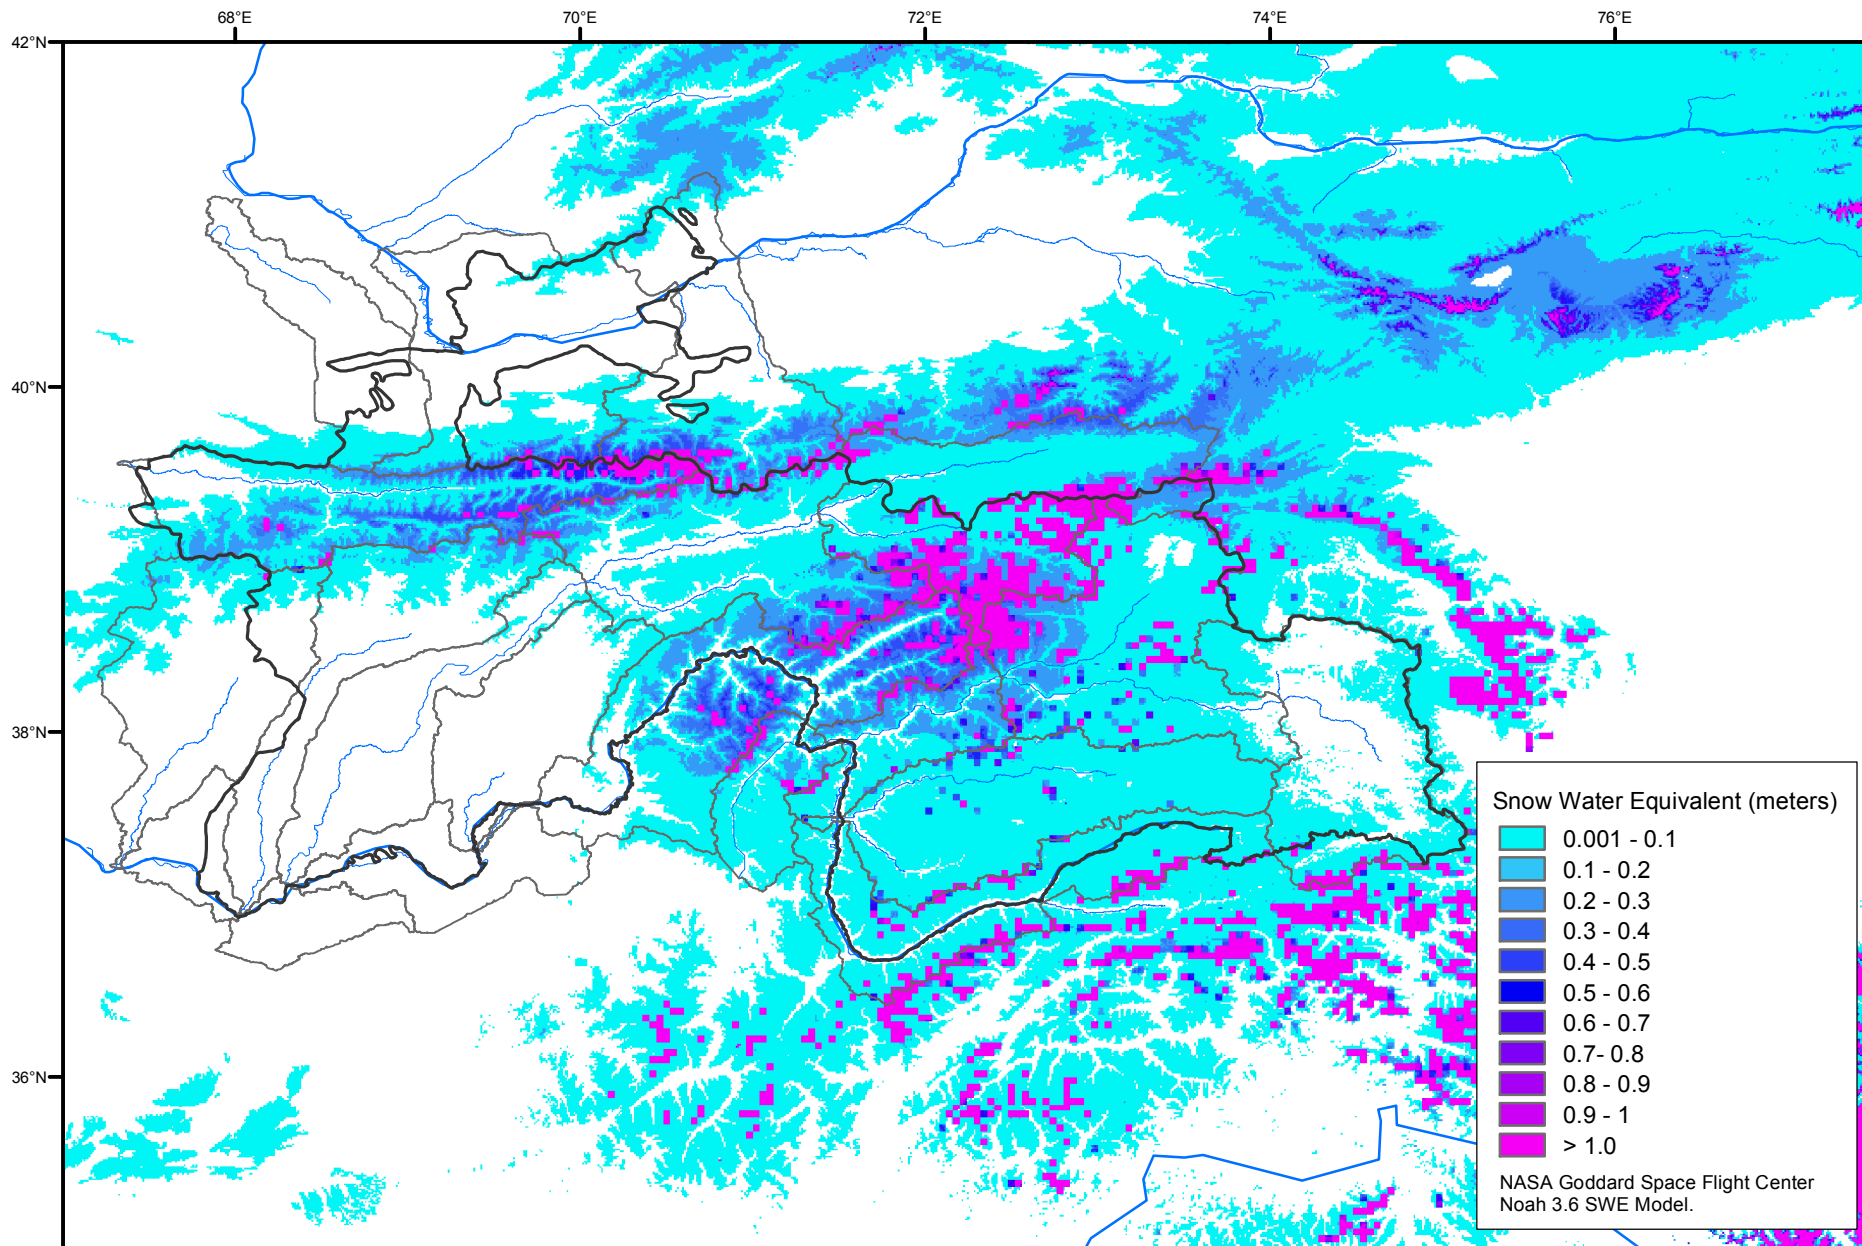 68°E 70°E 72°E 74°E 76°E
42°N
40°N
38°N
36°N
Snow Water Equivalent (meters)
0.001 - 0.1
0.1 - 0.2
0.2 - 0.3
0.3 - 0.4
0.4 - 0.5
0.5 - 0.6
0.6 - 0.7
0.7- 0.8
0.8 - 0.9
0.9 - 1
> 1.0
NASA Goddard Space Flight Center
Noah 3.6 SWE Model.